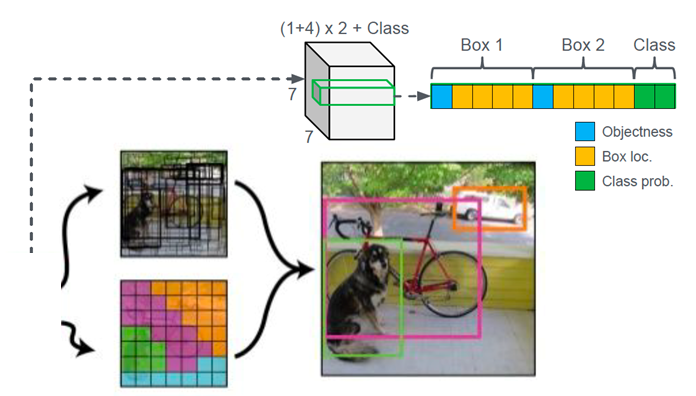 (1+4) x 2 + Class
Box 1
Box 2
Class
7
7
Objectness
Box loc.
Class prob.